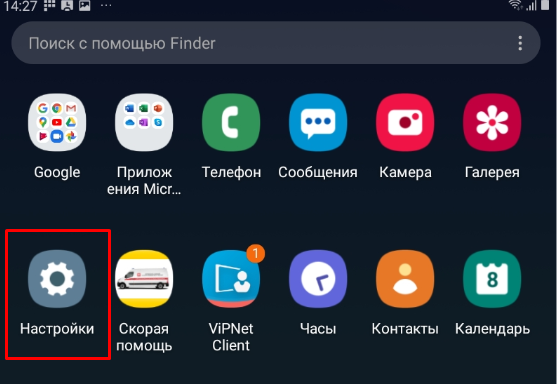 14:27
Поиск с помощью Finder
Google
Прилож
ения Micr...
Телефон
Сообщения
Камера
Галерея
1
8
Настройки
Скорая
помощь
ViPNet
Client
Часы
Контакты
Календарь